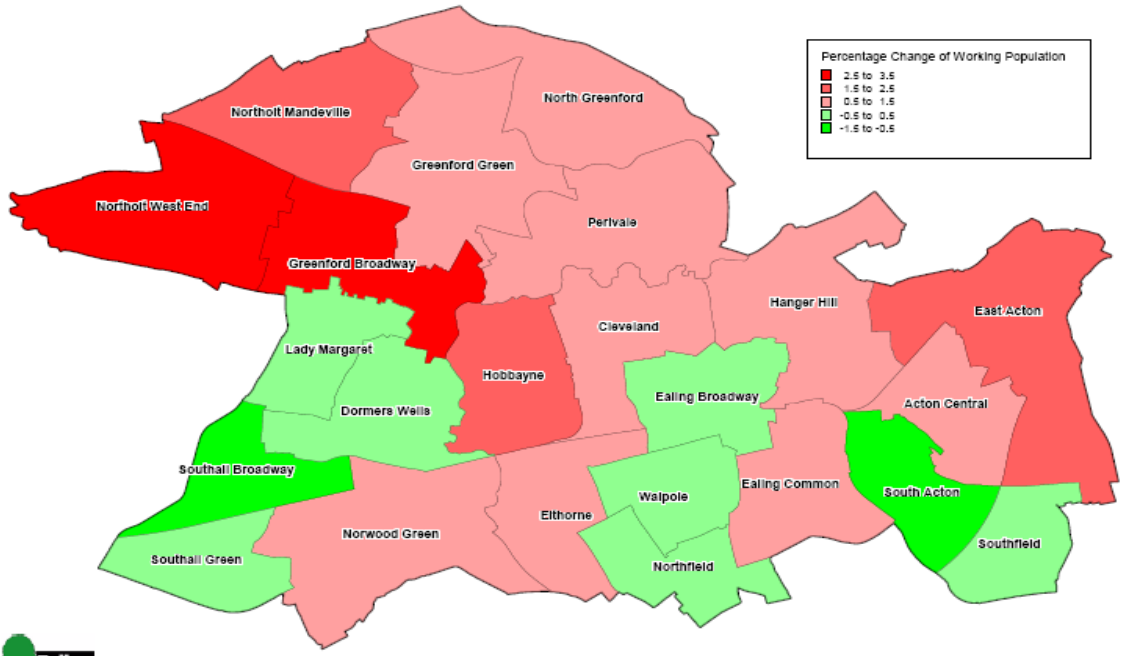 Percentage Change of Working Population
2.5 to 3.5
1.5 to 2.5
0.5 to 1.5
-0.5 to 0.5
-1.5 to -0.5
North Greenford
Northolt Mandeville
Greenford Green
Northolt West End
Perivale
Greenford Broadway
Hanger Hill
East Acton
Cleveland
Lady Margaret
Hobbayne
Ealing Broadway
Acton Central
Dormers Wells
Southall Broadway
Ealing Common
South Acton
Walpole
Elthorne
Norwood Green
Southfield
Southall Green
Northfield